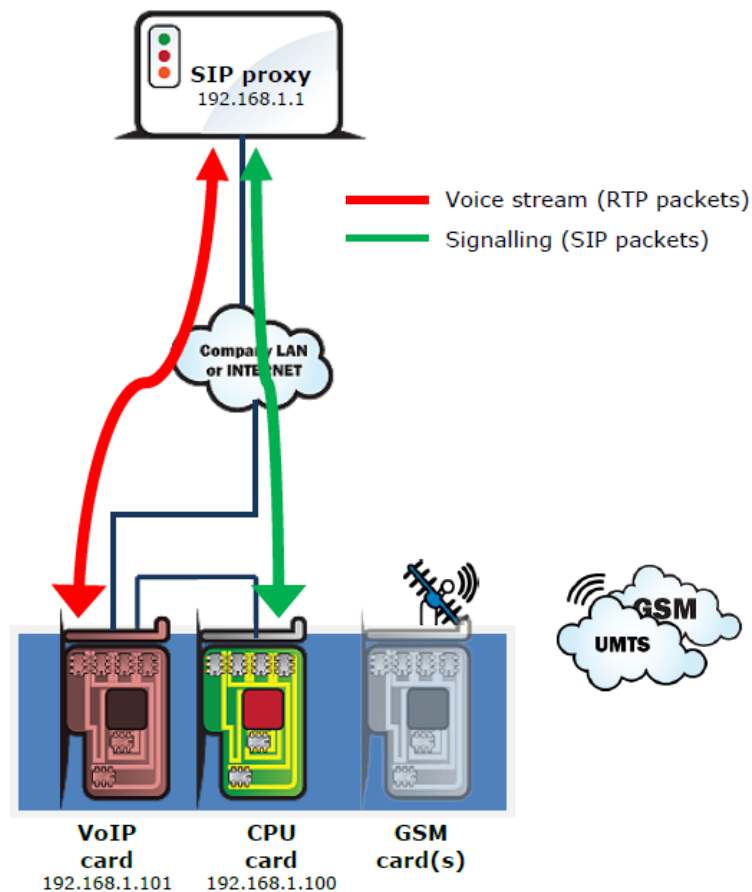 SIP proxy
192.168.1.1
Voice stream (RTP packets)
Signalling (SIP packets)
Company LAN
or INTERNET
GSM
UMTS
VoIP
card
192.168.1.101
CPU
card
192.168.1.100
GSM
card(s)